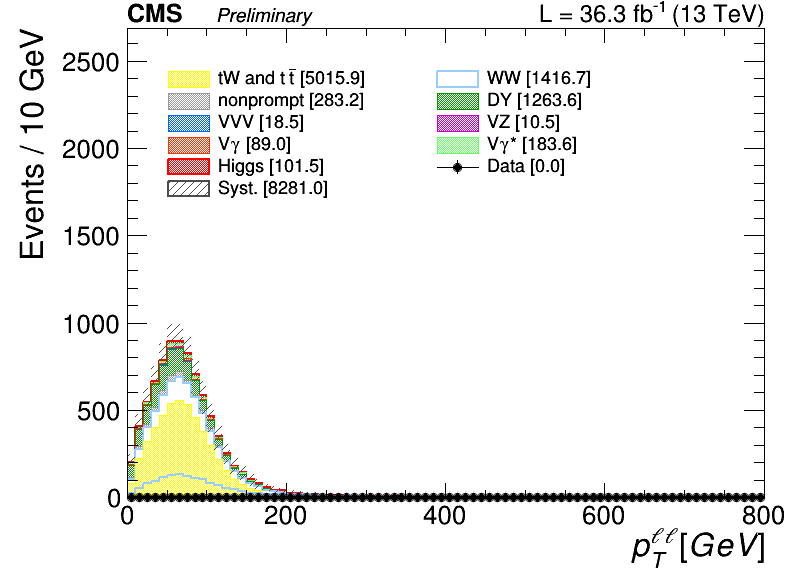 CMS Preliminary L = 36.3 fb⁻¹ (13 TeV)
Events / 10 GeV
2500
2000
1500
1000
500
0
tW and tt̅ [5015.9] WW [1416.7]
nonprompt [283.2] DY [1263.6]
VVV [18.5] VZ [10.5]
Vγ [89.0] Vγ* [183.6]
Higgs [101.5] Data [0.0]
Syst. [8281.0]
0 200 400 600 800
p_T^ℓℓ [GeV]